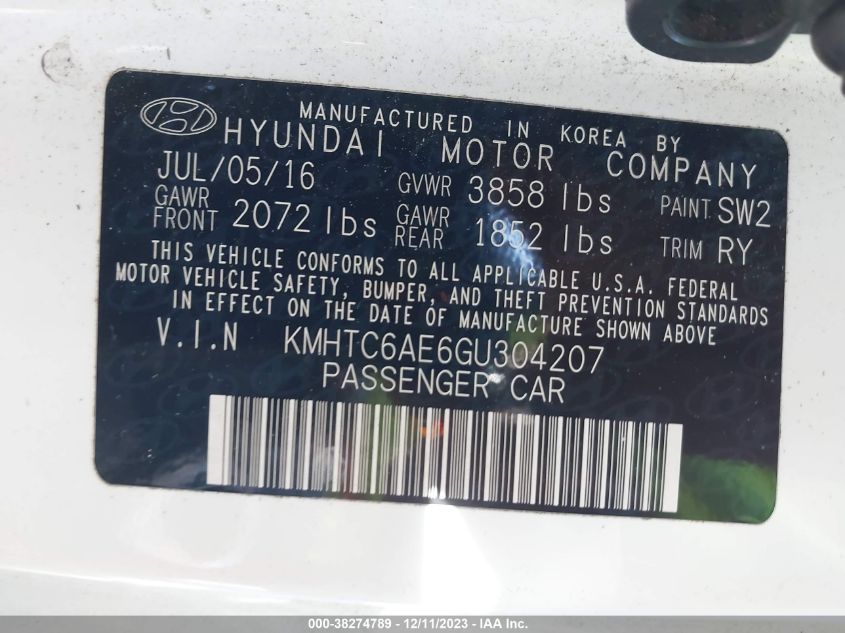 MANUFACTURED IN KOREA BY
HYUNDAI MOTOR COMPANY
JUL/05/16 GVWR 3858 lbs PAINT SW2
GAWR FRONT 2072 lbs GAWR REAR 1852 lbs TRIM RY
THIS VEHICLE CONFORMS TO ALL APPLICABLE U.S.A. FEDERAL
MOTOR VEHICLE SAFETY, BUMPER, AND THEFT PREVENTION STANDARDS
IN EFFECT ON THE DATE OF MANUFACTURE SHOWN ABOVE
V.I.N KMHTC6AE6GU304207
PASSENGER CAR
000-38274789 - 12/11/2023 - IAA Inc.